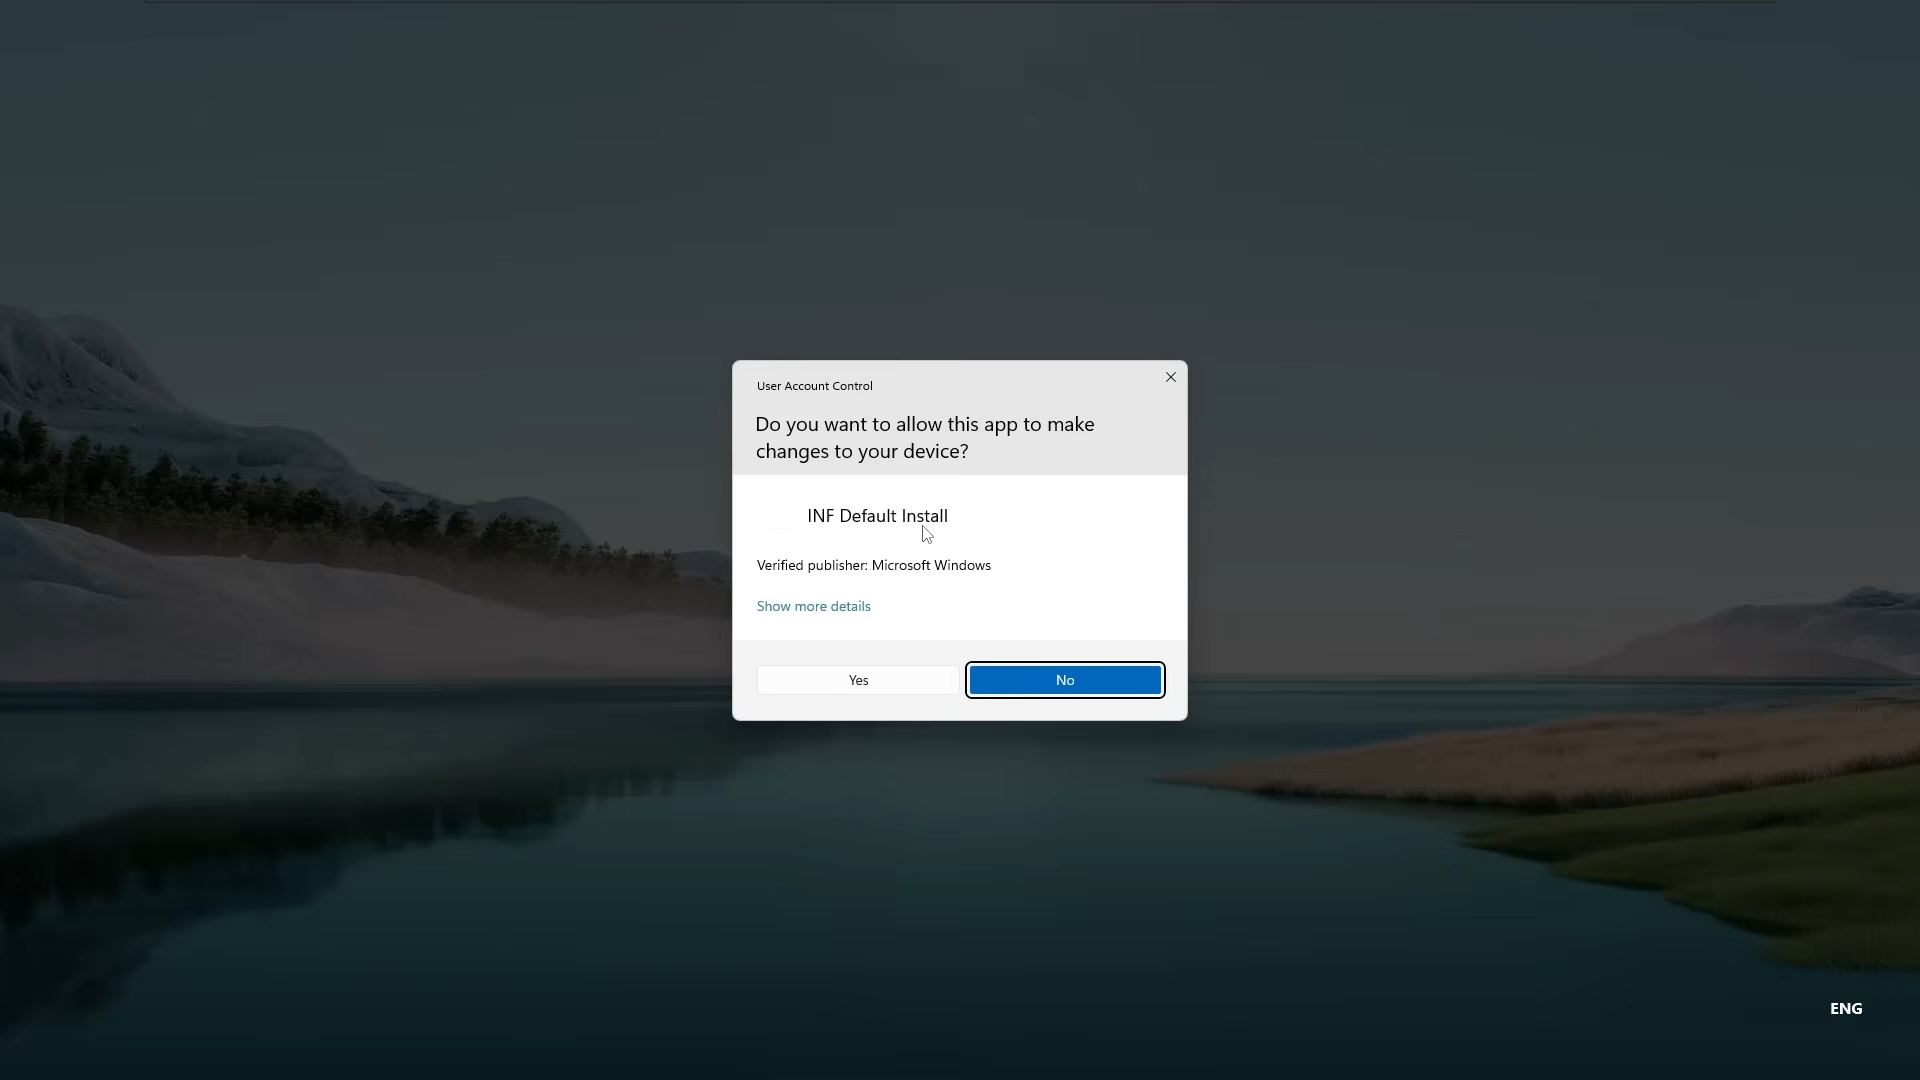 User Account Control
Do you want to allow this app to make
changes to your device?
INF Default Install
Verified publisher: Microsoft Windows
Show more details
Yes
No
ENG